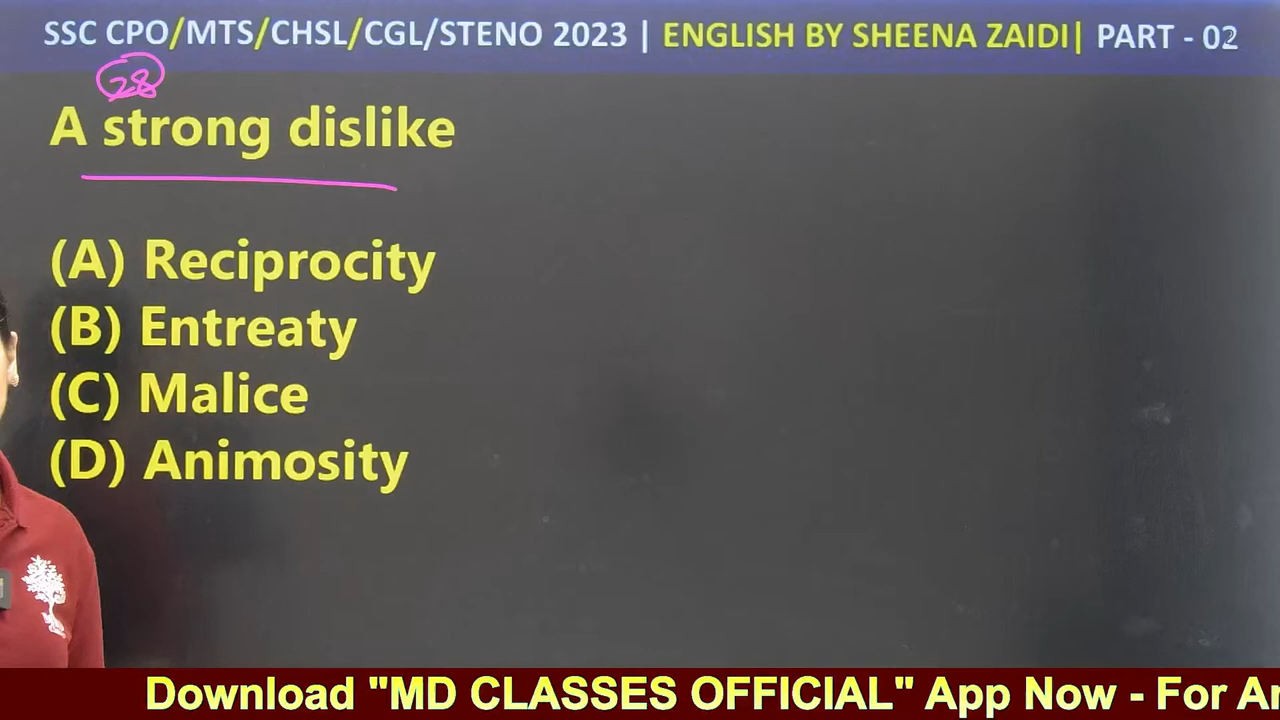 SSC CPO/MTS/CHSL/CGL/STENO 2023 | ENGLISH BY SHEENA ZAIDI| PART - 02
28
A strong dislike
(A) Reciprocity
(B) Entreaty
(C) Malice
(D) Animosity
Download "MD CLASSES OFFICIAL" App Now - For